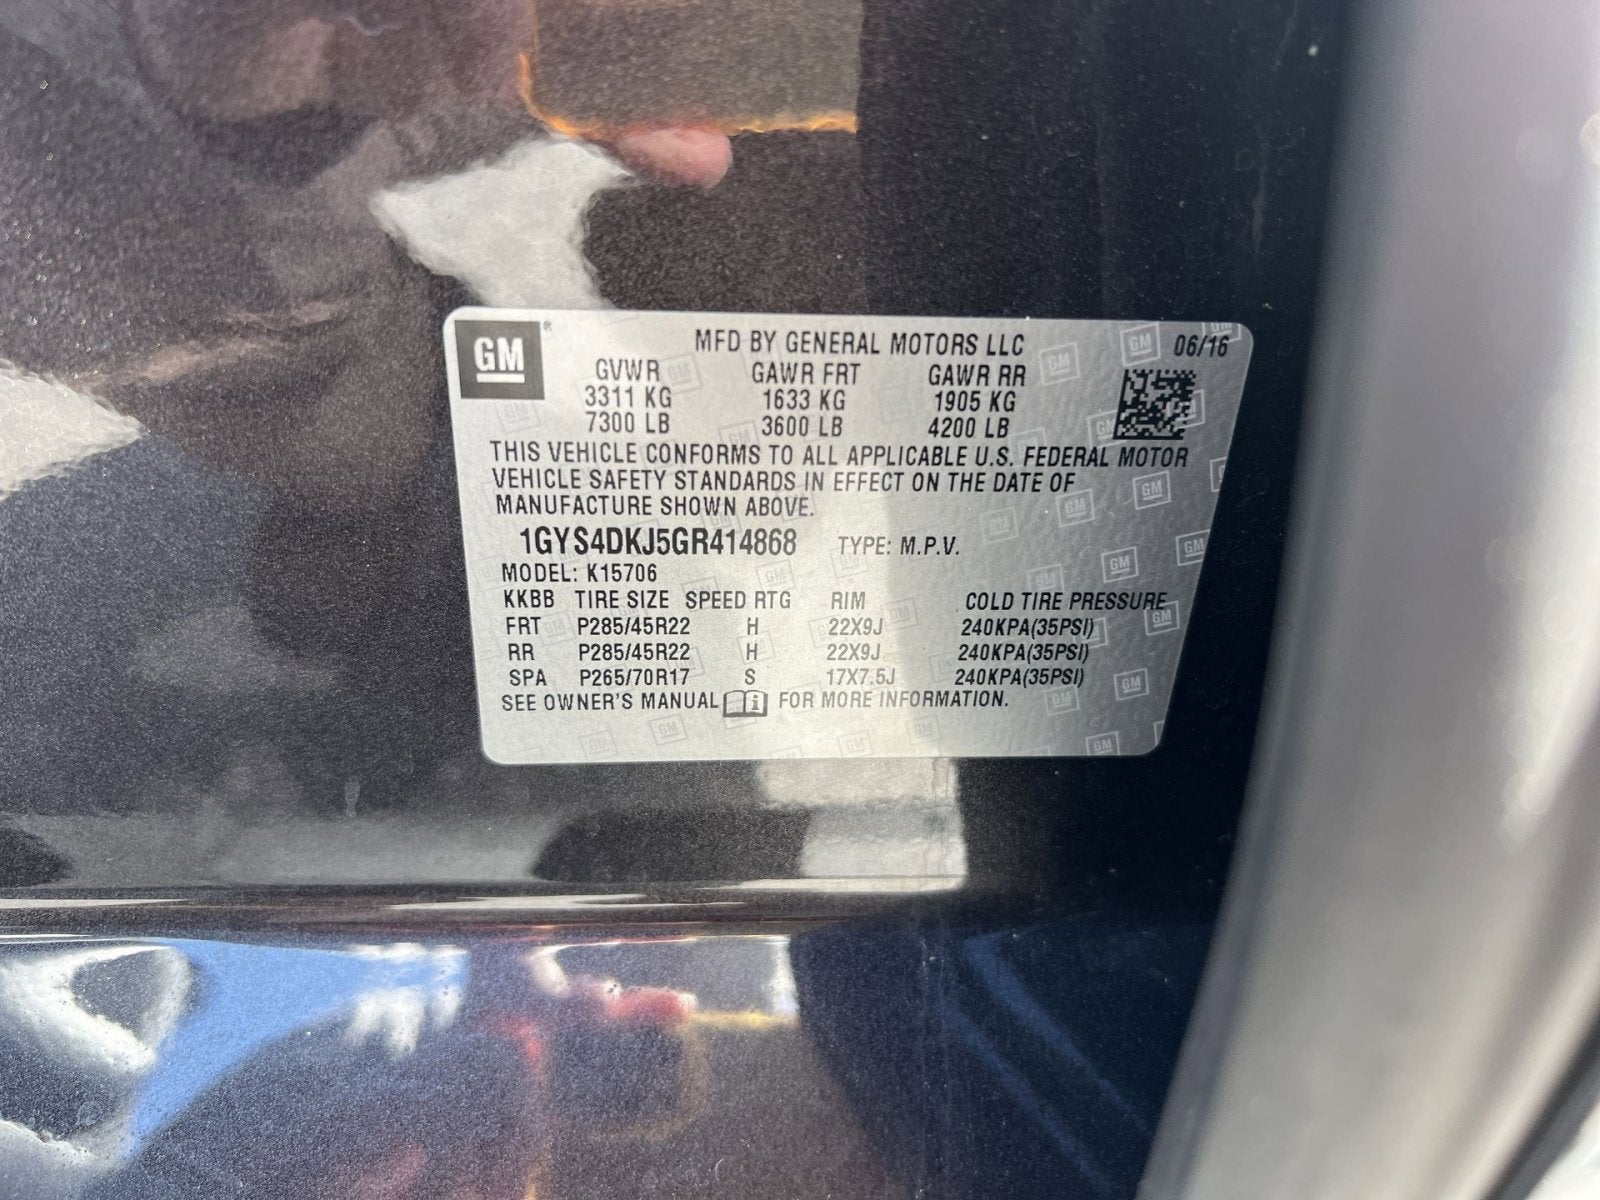 GM® MFD BY GENERAL MOTORS LLC 06/16
GVWR GAWR FRT GAWR RR
3311 KG 1633 KG 1905 KG
7300 LB 3600 LB 4200 LB
THIS VEHICLE CONFORMS TO ALL APPLICABLE U.S. FEDERAL MOTOR
VEHICLE SAFETY STANDARDS IN EFFECT ON THE DATE OF
MANUFACTURE SHOWN ABOVE.
1GYS4DKJ5GR414868 TYPE: M.P.V.
MODEL: K15706
KKBB TIRE SIZE SPEED RTG RIM COLD TIRE PRESSURE
FRT P285/45R22 H 22X9J 240KPA(35PSI)
RR P285/45R22 H 22X9J 240KPA(35PSI)
SPA P265/70R17 S 17X7.5J 240KPA(35PSI)
SEE OWNER'S MANUAL FOR MORE INFORMATION.